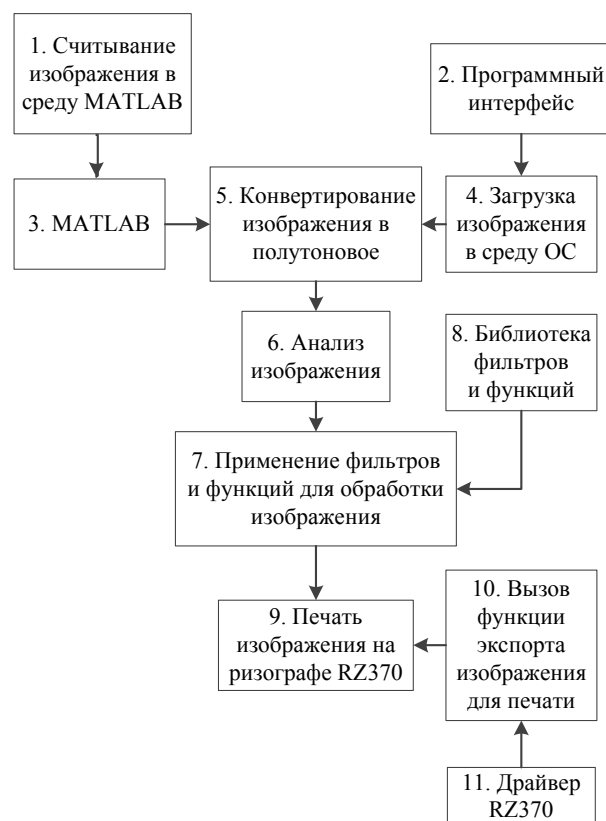 1. Считывание
изображения в
среду MATLAB
2. Программный
интерфейс
3. MATLAB
5. Конвертирование
изображения в
полутоновое
4. Загрузка
изображения
в среду ОС
6. Анализ
изображения
8. Библиотека
фильтров
и функций
7. Применение фильтров
и функций для обработки
изображения
9. Печать
изображения на
ризографе RZ370
10. Вызов
функции
экспорта
изображения
для печати
11. Драйвер
RZ370